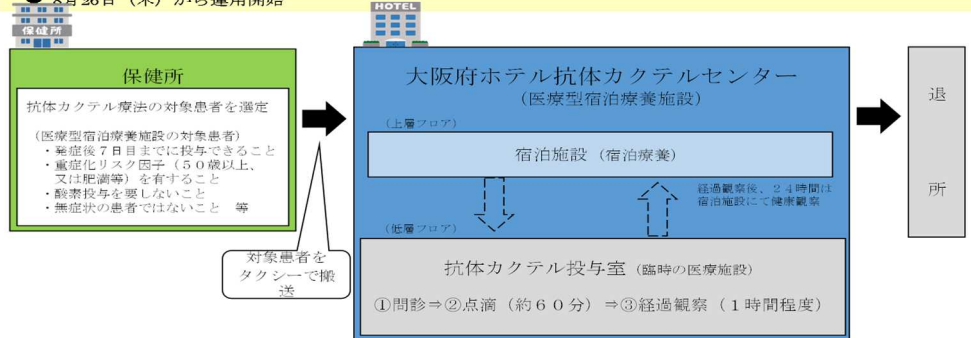 8月26日（木）から運用開始
保健所
HOTEL
保健所
抗体カクテル療法の対象患者を選定
（医療型宿泊療養施設の対象患者）
・発症後７日目までに投与できること
・重症化リスク因子（５０歳以上、
又は肥満等）を有すること
・酸素投与を要しないこと
・無症状の患者ではないこと　等
対象患者を
タクシーで搬
送
大阪府ホテル抗体カクテルセンター
（医療型宿泊療養施設）
（上層フロア）
宿泊施設（宿泊療養）
経過観察後、２４時間は
宿泊施設にて健康観察
（低層フロア）
抗体カクテル投与室（臨時の医療施設）
①問診⇒②点滴（約６０分）⇒③経過観察（１時間程度）
退
所